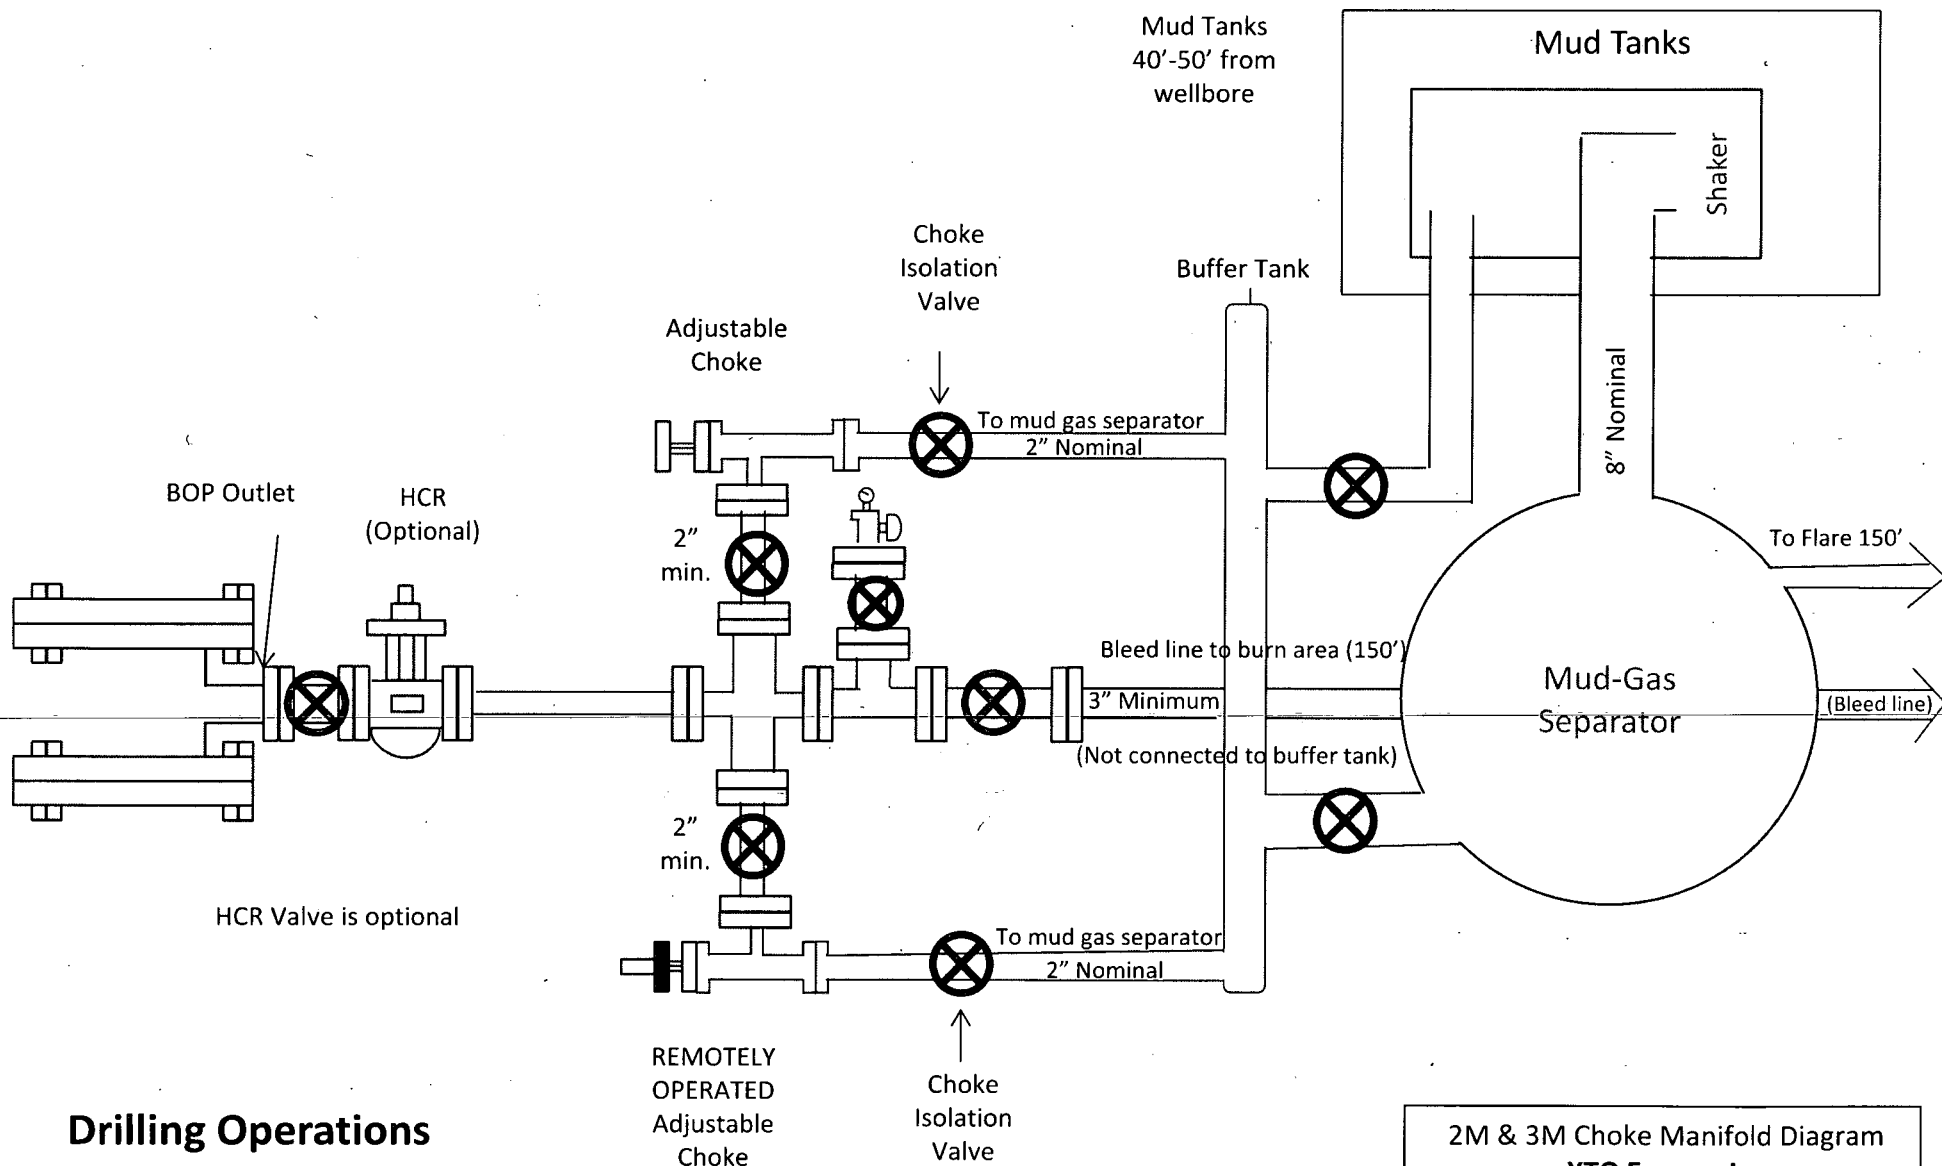 Mud Tanks
40'-50' from
wellbore
Mud Tanks
Shaker
Choke
Isolation
Valve
Buffer Tank
Adjustable
Choke
8” Nominal
To mud gas separator
2” Nominal
BOP Outlet
HCR
(Optional)
2”
min.
To Flare 150'
Bleed line to burn area (150')
3” Minimum
(Not connected to buffer tank)
Mud-Gas
Separator
(Bleed line)
2”
min.
HCR Valve is optional
To mud gas separator
2” Nominal
REMOTELY
OPERATED
Adjustable
Choke
Choke
Isolation
Valve
Drilling Operations
2M & 3M Choke Manifold Diagram